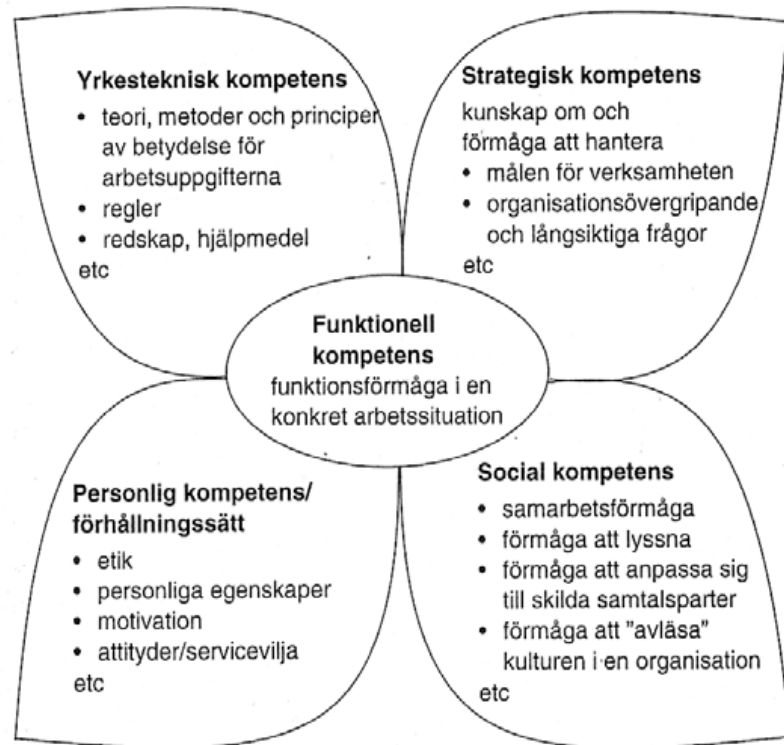 Yrkesteknisk kompetens
• teori, metoder och principer
av betydelse för
arbetsuppgifterna
• regler
• redskap, hjälpmedel
etc
Strategisk kompetens
kunskap om och
förmåga att hantera
• målen för verksamheten
• organisationsövergripande
och långsiktiga frågor
etc
Funktionell
kompetens
funktionsförmåga i en
konkret arbetssituation
Personlig kompetens/
förhållningssätt
• etik
• personliga egenskaper
• motivation
• attityder/servicevilja
etc
Social kompetens
• samarbetsförmåga
• förmåga att lyssna
• förmåga att anpassa sig
till skilda samtalsparter
• förmåga att "avläsa"
kulturen i en organisation
etc